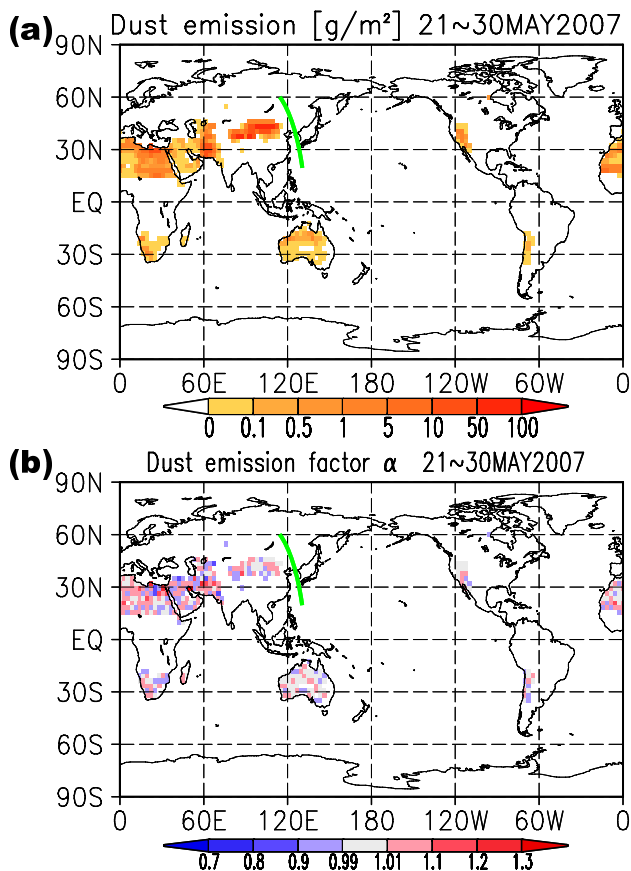 (a) Dust emission [g/m²] 21~30MAY2007
90N
60N
30N
EQ
30S
60S
90S
0 60E 120E 180 120W 60W 0
0 0.1 0.5 1 5 10 50 100
(b) Dust emission factor α 21~30MAY2007
90N
60N
30N
EQ
30S
60S
90S
0 60E 120E 180 120W 60W 0
0.7 0.8 0.9 0.99 1.01 1.1 1.2 1.3